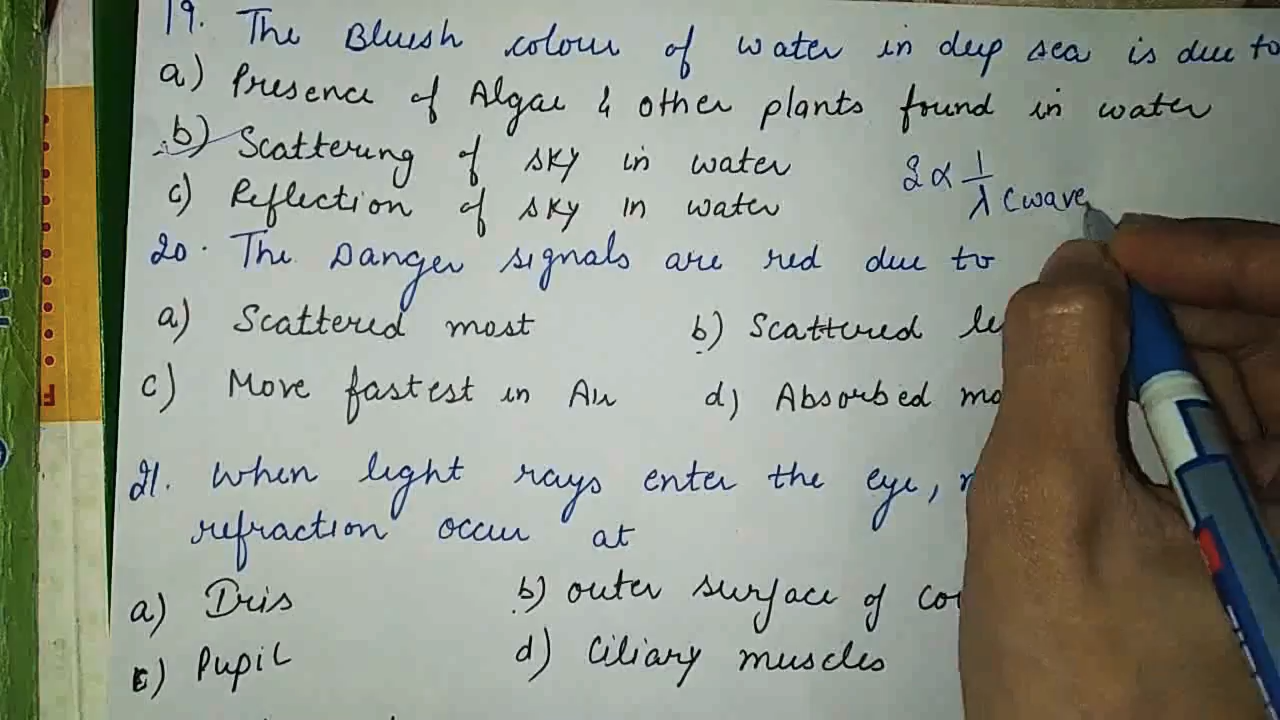 19. The Bluish colour of water in deep sea is due to
a) Presence of Algae & other plants found in water
b) Scattering of sky in water
c) Reflection of sky in water
2 ∝ 1/λ (wave
20. The Danger signals are red due to
a) Scattered most
b) Scattered
c) Move fastest in Air
d) Absorbed
21. When light rays enter the eye,
refraction occur at
a) Iris
b) outer surface of
c) Pupil
d) Ciliary muscles